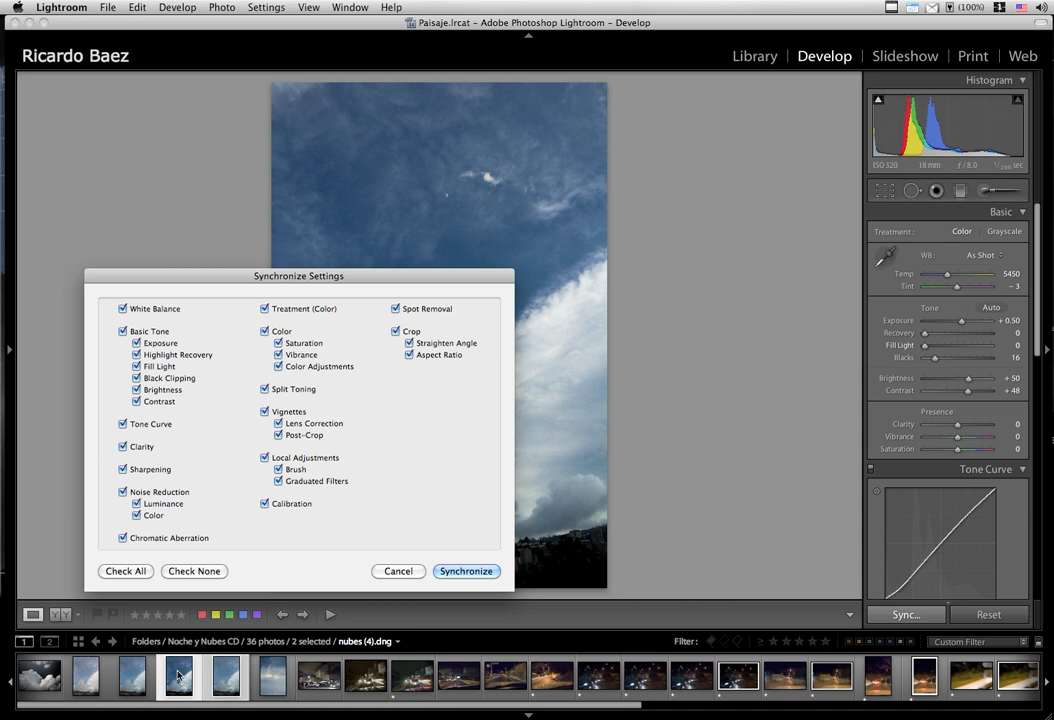 Lightroom File Edit Develop Photo Settings View Window Help (100%)
Paisaje.lrcat – Adobe Photoshop Lightroom – Develop
Ricardo Baez
Library | Develop | Slideshow | Print | Web
Histogram
ISO 320 18 mm ƒ / 8.0
Basic
Treatment : Color Grayscale
WB : As Shot
Temp 5450
Tint – 3
Tone Auto
Exposure + 0.50
Recovery 0
Fill Light 0
Blacks 16
Brightness + 50
Contrast + 48
Presence
Clarity 0
Vibrance 0
Saturation 0
Tone Curve
Sync... Reset
Synchronize Settings
White Balance
Basic Tone
Exposure
Highlight Recovery
Fill Light
Black Clipping
Brightness
Contrast
Tone Curve
Clarity
Sharpening
Noise Reduction
Luminance
Color
Chromatic Aberration
Treatment (Color)
Color
Saturation
Vibrance
Color Adjustments
Split Toning
Vignettes
Lens Correction
Post-Crop
Local Adjustments
Brush
Graduated Filters
Calibration
Spot Removal
Crop
Straighten Angle
Aspect Ratio
Check All Check None Cancel Synchronize
YY
1 2 Folders / Noche y Nubes CD / 36 photos / 2 selected / nubes (4).dng Filter : Custom Filter